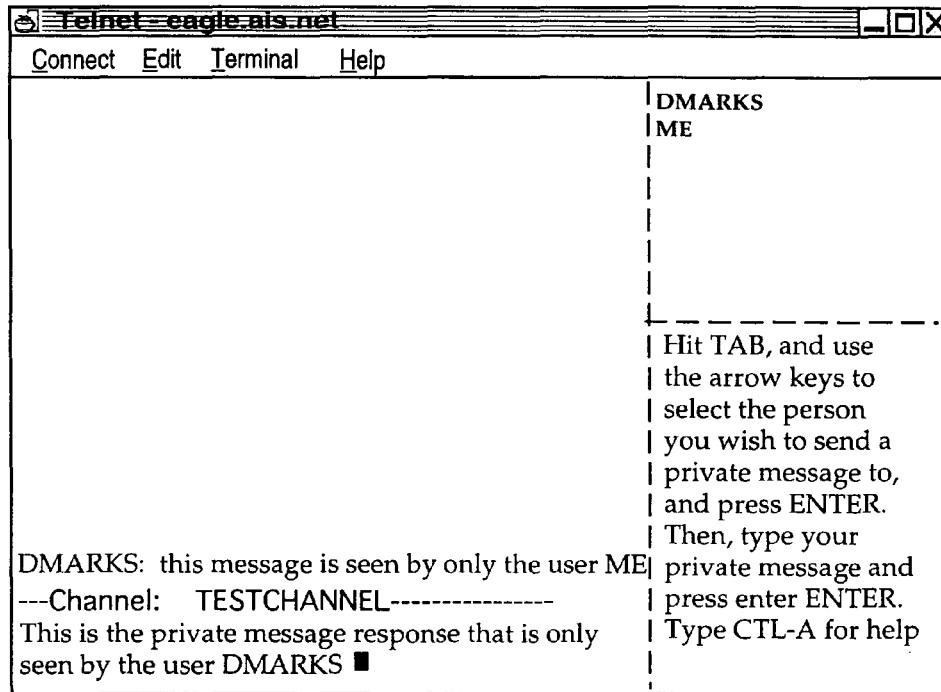 Telnet - eagle.ais.net
Connect Edit Terminal Help
DMARKS
ME
Hit TAB, and use
the arrow keys to
select the person
you wish to send a
private message to,
and press ENTER.
Then, type your
private message and
press enter ENTER.
Type CTL-A for help
DMARKS: this message is seen by only the user ME
---Channel: TESTCHANNEL----------------
This is the private message response that is only
seen by the user DMARKS